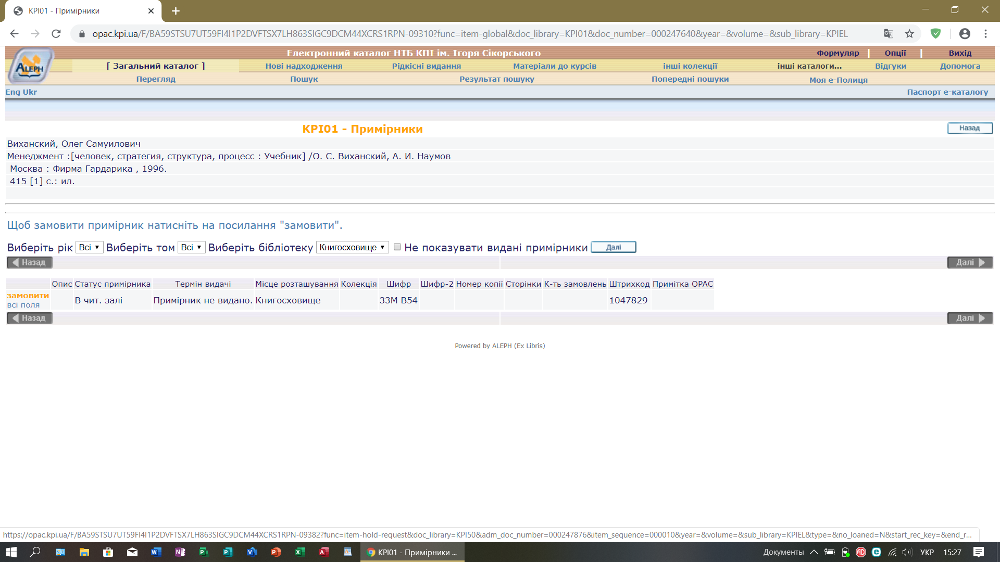 KPI01 - Примірники
opac.kpi.ua/F/BA59STSU7UT59FI4I1P2DVFTSX7LH863SIGC9DCM44XCRS1RPN-09310?func=item-global&doc_library=KPI01&doc_number=000247640&year=&volume=&sub_library=KPIEL
Електронний каталог НТБ КПІ ім. Ігоря Сікорського Формуляр | Опції | Вихід
ALEPH
[ Загальний каталог ] Нові надходження Рідкісні видання Матеріали до курсів інші колекції інші каталоги... Відгуки Допомога
Перегляд Пошук Результат пошуку Попередні пошуки Моя е-Полиця
Eng Ukr Паспорт е-каталогу
KPI01 - Примірники Назад
Виханский, Олег Самуилович
Менеджмент :[человек, стратегия, структура, процесс : Учебник] /О. С. Виханский, А. И. Наумов
Москва : Фирма Гардарика , 1996.
415 [1] с.: ил.
Щоб замовити примірник натисніть на посилання "замовити".
Виберіть рік Всі Виберіть том Всі Виберіть бібліотеку Книгосховище Не показувати видані примірники Далі
Назад Далі
Опис Статус примірника Термін видачі Місце розташування Колекція Шифр Шифр-2 Номер копії Сторінки К-ть замовлень Штрихкод Примітка OPAC
замовити
всі поля В чит. залі Примірник не видано. Книгосховище 33М В54 1047829
Назад Далі
Powered by ALEPH (Ex Libris)
https://opac.kpi.ua/F/BA59STSU7UT59FI4I1P2DVFTSX7LH863SIGC9DCM44XCRS1RPN-09382?func=item-hold-request&doc_library=KPI50&adm_doc_number=000247876&item_sequence=000010&year=&volume=&sub_library=KPIEL&type=&no_loaned=N&start_rec_key=&end_r...
KPI01 - Примірники ... Документы УКР 15:27